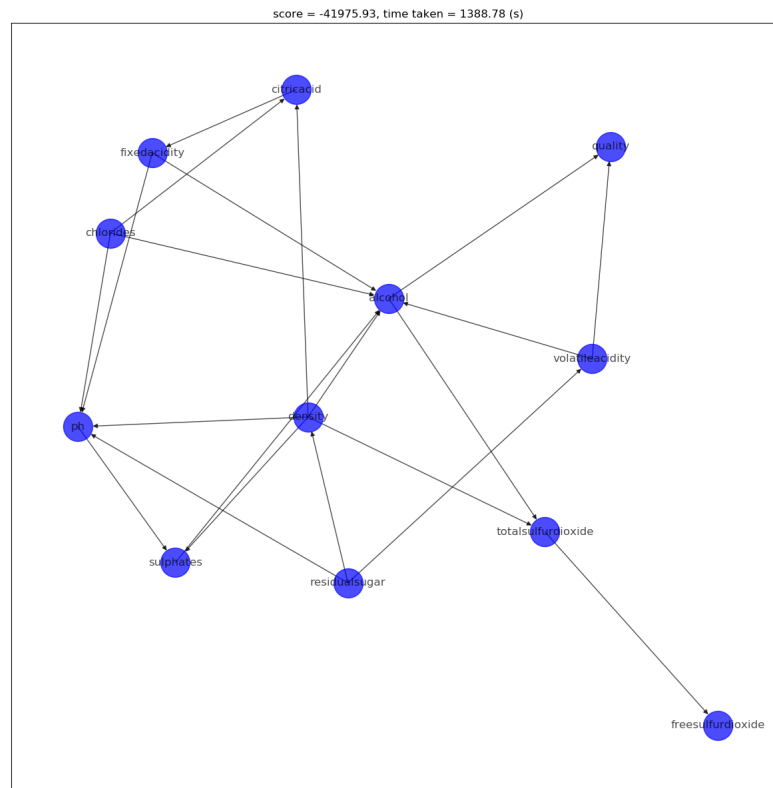 score = -41975.93, time taken = 1388.78 (s)
citricacid
quality
fixedacidity
chlorides
alcohol
volatileacidity
density
ph
totalsulfurdioxide
sulphates
residualsugar
freesulfurdioxide